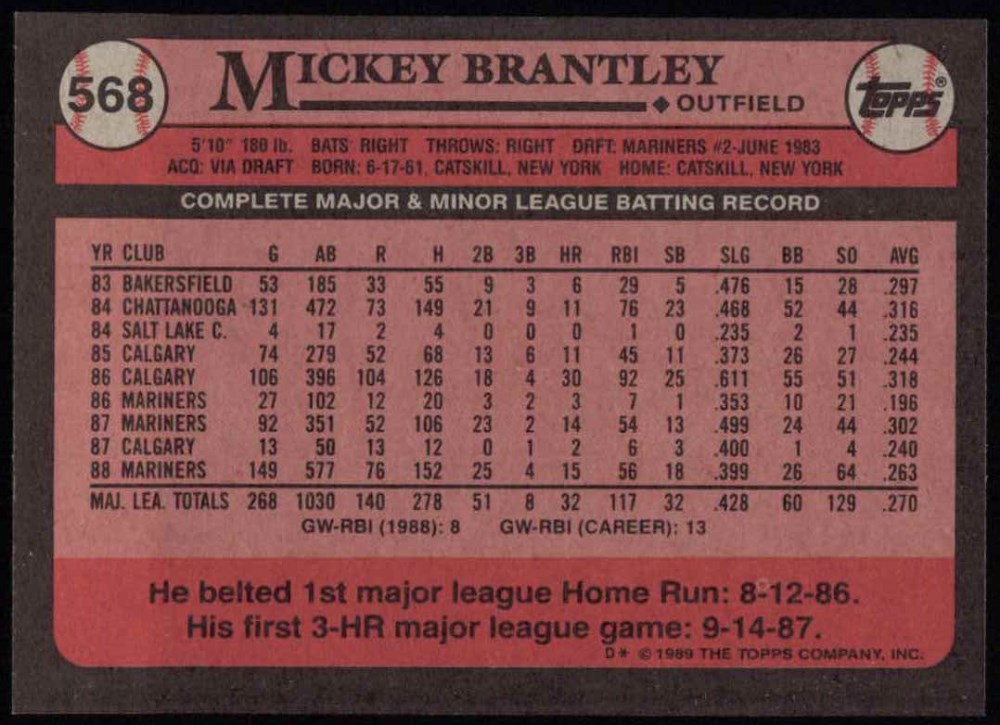 568
MICKEY BRANTLEY
◆ OUTFIELD
TOPPS®
5'10" 180 lb. BATS: RIGHT THROWS: RIGHT DRFT: MARINERS #2-JUNE 1983
ACQ: VIA DRAFT BORN: 6-17-61, CATSKILL, NEW YORK HOME: CATSKILL, NEW YORK
COMPLETE MAJOR & MINOR LEAGUE BATTING RECORD
YR CLUB G AB R H 2B 3B HR RBI SB SLG BB SO AVG
83 BAKERSFIELD 53 185 33 55 9 3 6 29 5 .476 15 28 .297
84 CHATTANOOGA 131 472 73 149 21 9 11 76 23 .468 52 44 .316
84 SALT LAKE C. 4 17 2 4 0 0 0 1 0 .235 2 1 .235
85 CALGARY 74 279 52 68 13 6 11 45 11 .373 26 27 .244
86 CALGARY 106 396 104 126 18 4 30 92 25 .611 55 51 .318
86 MARINERS 27 102 12 20 3 2 3 7 1 .353 10 21 .196
87 MARINERS 92 351 52 106 23 2 14 54 13 .499 24 44 .302
87 CALGARY 13 50 13 12 0 1 2 6 3 .400 1 4 .240
88 MARINERS 149 577 76 152 25 4 15 56 18 .399 26 64 .263
MAJ. LEA. TOTALS 268 1030 140 278 51 8 32 117 32 .428 60 129 .270
GW-RBI (1988): 8 GW-RBI (CAREER): 13
He belted 1st major league Home Run: 8-12-86.
His first 3-HR major league game: 9-14-87.
D* © 1989 THE TOPPS COMPANY, INC.